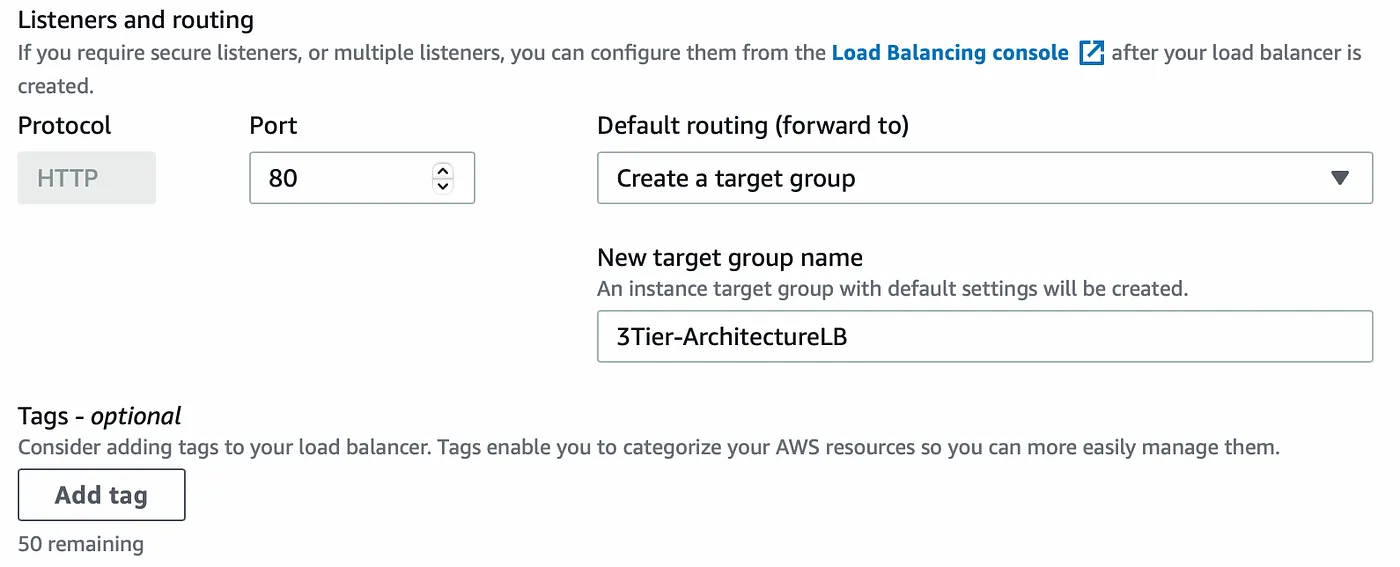 Listeners and routing
If you require secure listeners, or multiple listeners, you can configure them from the Load Balancing console after your load balancer is
created.
Protocol Port Default routing (forward to)
HTTP 80 Create a target group
New target group name
An instance target group with default settings will be created.
3Tier-ArchitectureLB
Tags - optional
Consider adding tags to your load balancer. Tags enable you to categorize your AWS resources so you can more easily manage them.
Add tag
50 remaining